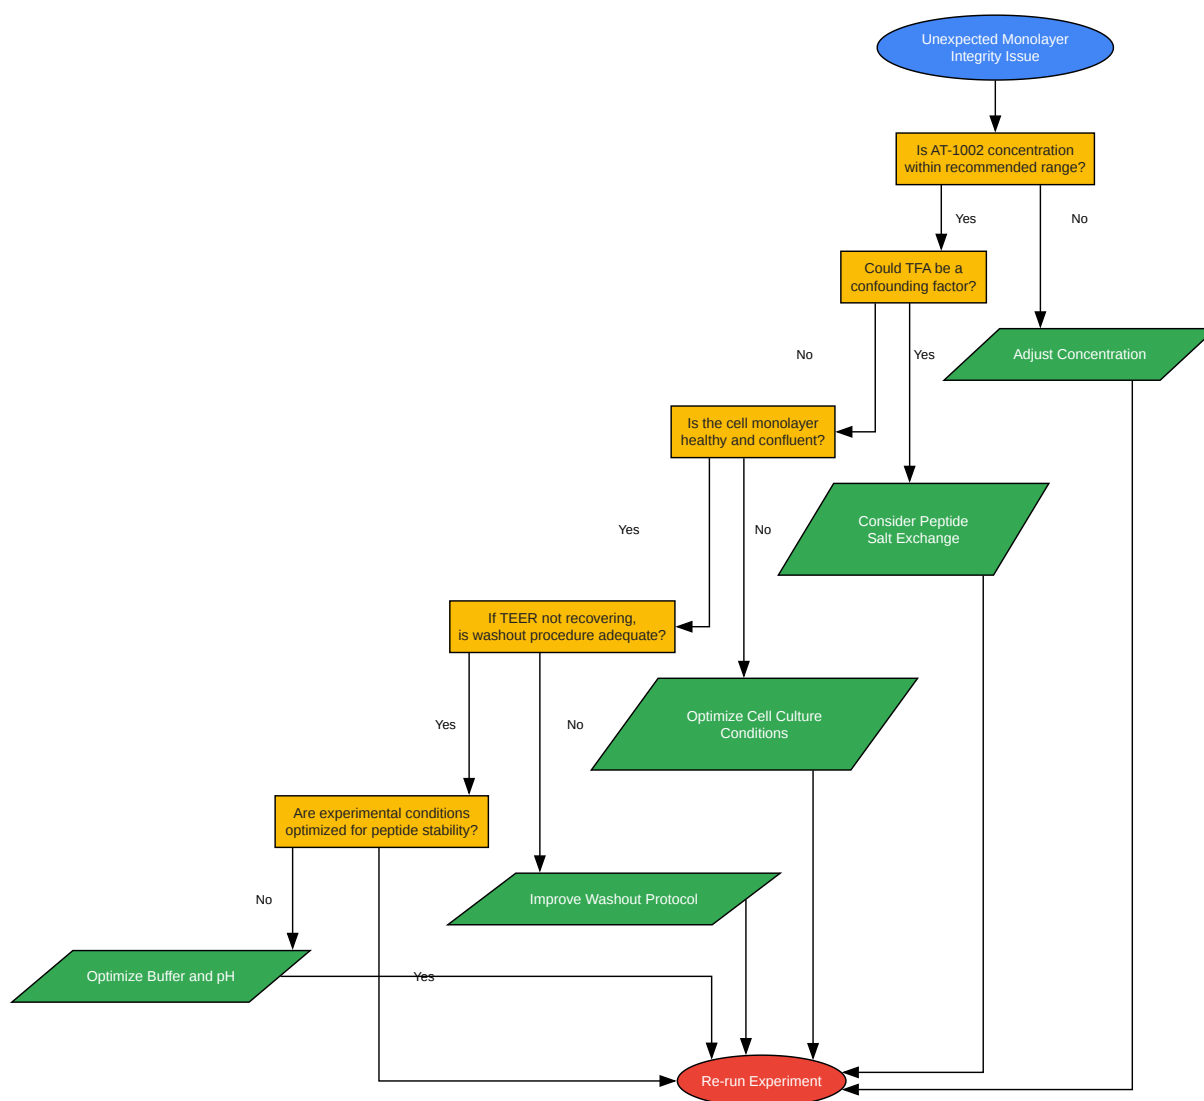 Unexpected Monolayer
Integrity Issue
Is AT-1002 concentration
within recommended range?
Yes
No
Could TFA be a
confounding factor?
No
Yes
Adjust Concentration
Is the cell monolayer
healthy and confluent?
Yes
No
Consider Peptide
Salt Exchange
If TEER not recovering,
is washout procedure adequate?
Yes
No
Optimize Cell Culture
Conditions
Are experimental conditions
optimized for peptide stability?
No
Improve Washout Protocol
Optimize Buffer and pH
Yes
Re-run Experiment